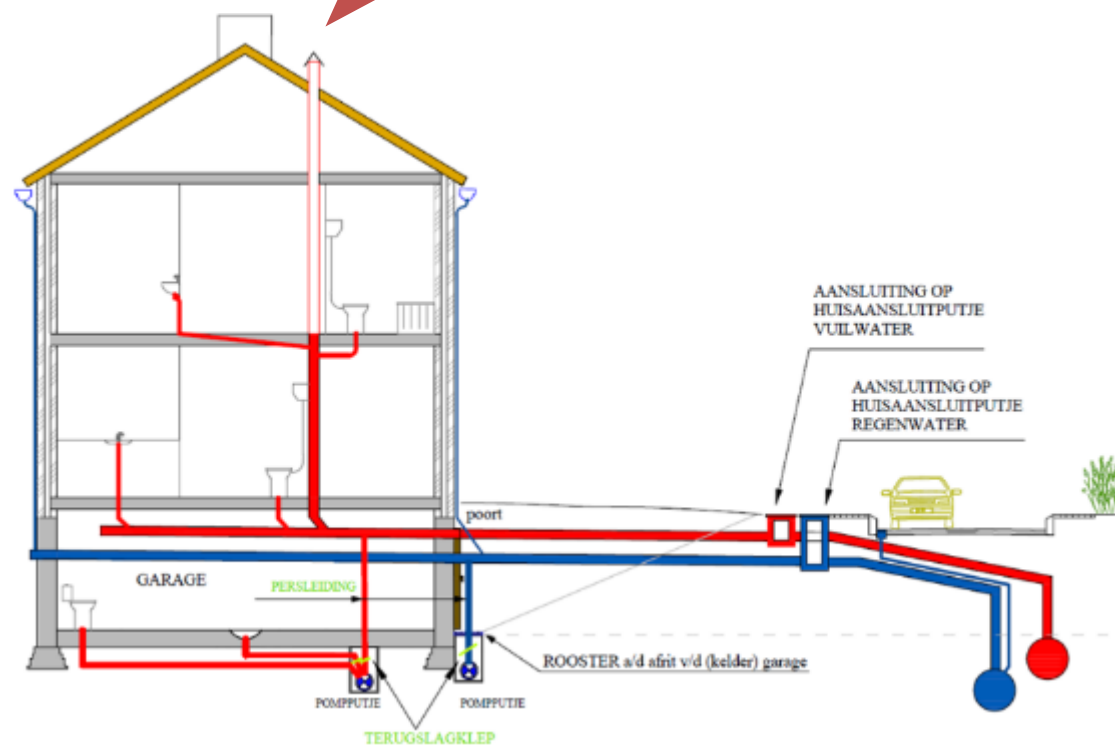 AANSLUITING OP
HUISAANSLUITPUTJE
VUILWATER
AANSLUITING OP
HUISAANSLUITPUTJE
REGENWATER
poort
GARAGE
PERSLEIDING
ROOSTER a/d afrit v/d (kelder) garage
POMPPUTJE
POMPPUTJE
TERUGSLAGKLEP